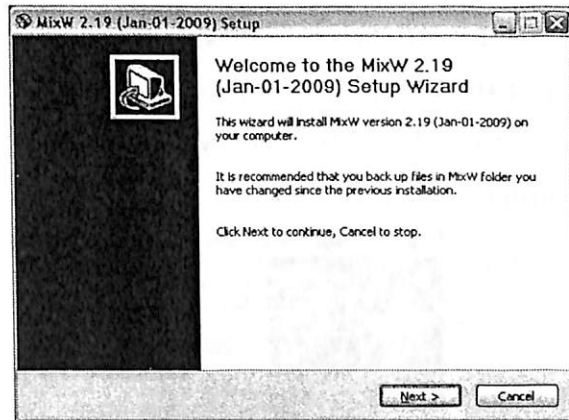 MixW 2.19 (Jan-01-2009) Setup
Welcome to the MixW 2.19
(Jan-01-2009) Setup Wizard
This wizard will install MixW version 2.19 (Jan-01-2009) on
your computer.
It is recommended that you back up files in MixW folder you
have changed since the previous installation.
Click Next to continue, Cancel to stop.
Next >
Cancel